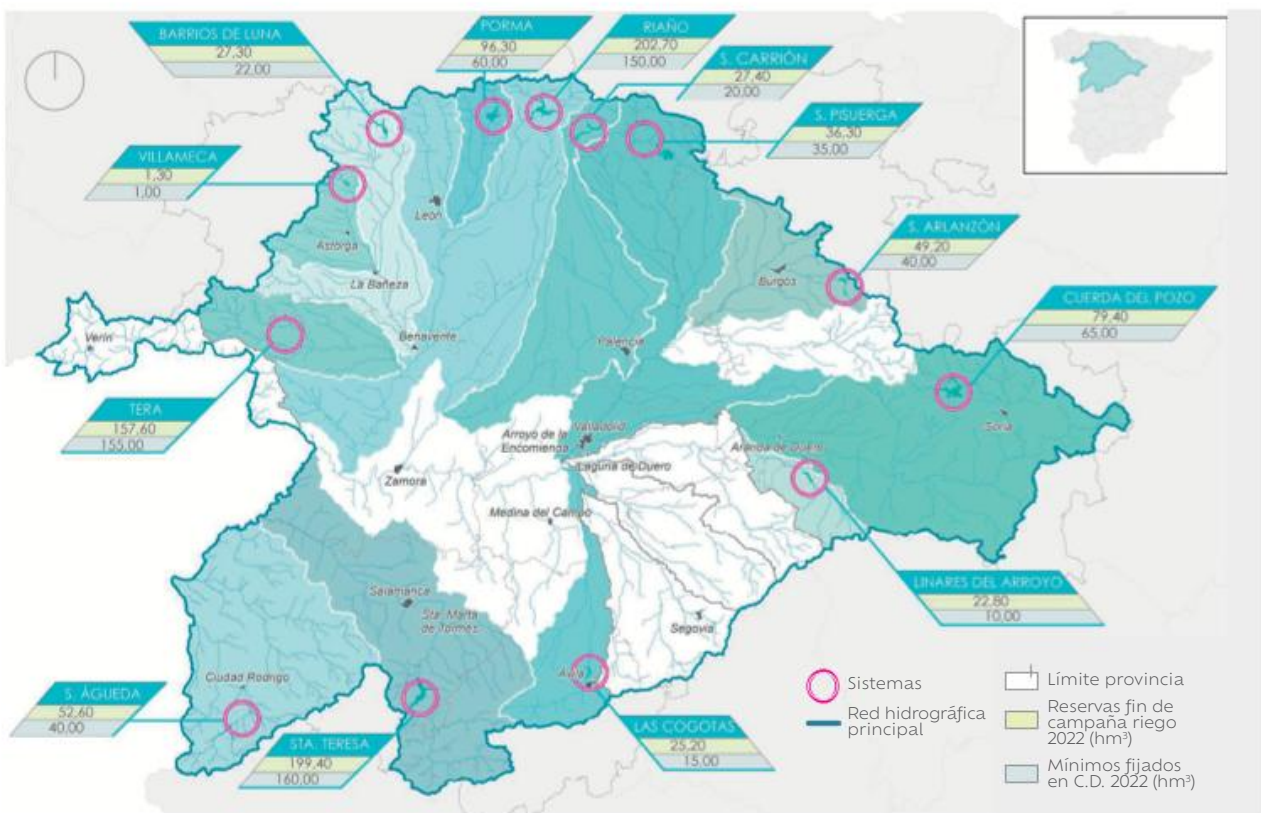 BARRIOS DE LUNA
27,30
22,00
PORMA
96,30
60,00
RIAÑO
202,70
150,00
S. CARRIÓN
27,40
20,00
S. PISUERGA
36,30
35,00
VILLAMECA
1,30
1,00
León
Astorga
La Bañeza
S. ARLANZÓN
49,20
40,00
Burgos
CUERDA DEL POZO
79,40
65,00
Verín
Benavente
Palencia
TERA
157,60
155,00
Soria
Valladolid
Arroyo de la
Encomienda
Aranda de Duero
Laguna de Duero
Zamora
Medina del Campo
LINARES DEL ARROYO
22,80
10,00
Salamanca
Sta. Marta
de Tormes
Segovia
Ciudad Rodrigo
Ávila
S. ÁGUEDA
52,60
40,00
STA. TERESA
199,40
160,00
LAS COGOTAS
25,20
15,00
Sistemas
Red hidrográfica
principal
Límite provincia
Reservas fin de
campaña riego
2022 (hm³)
Mínimos fijados
en C.D. 2022 (hm³)